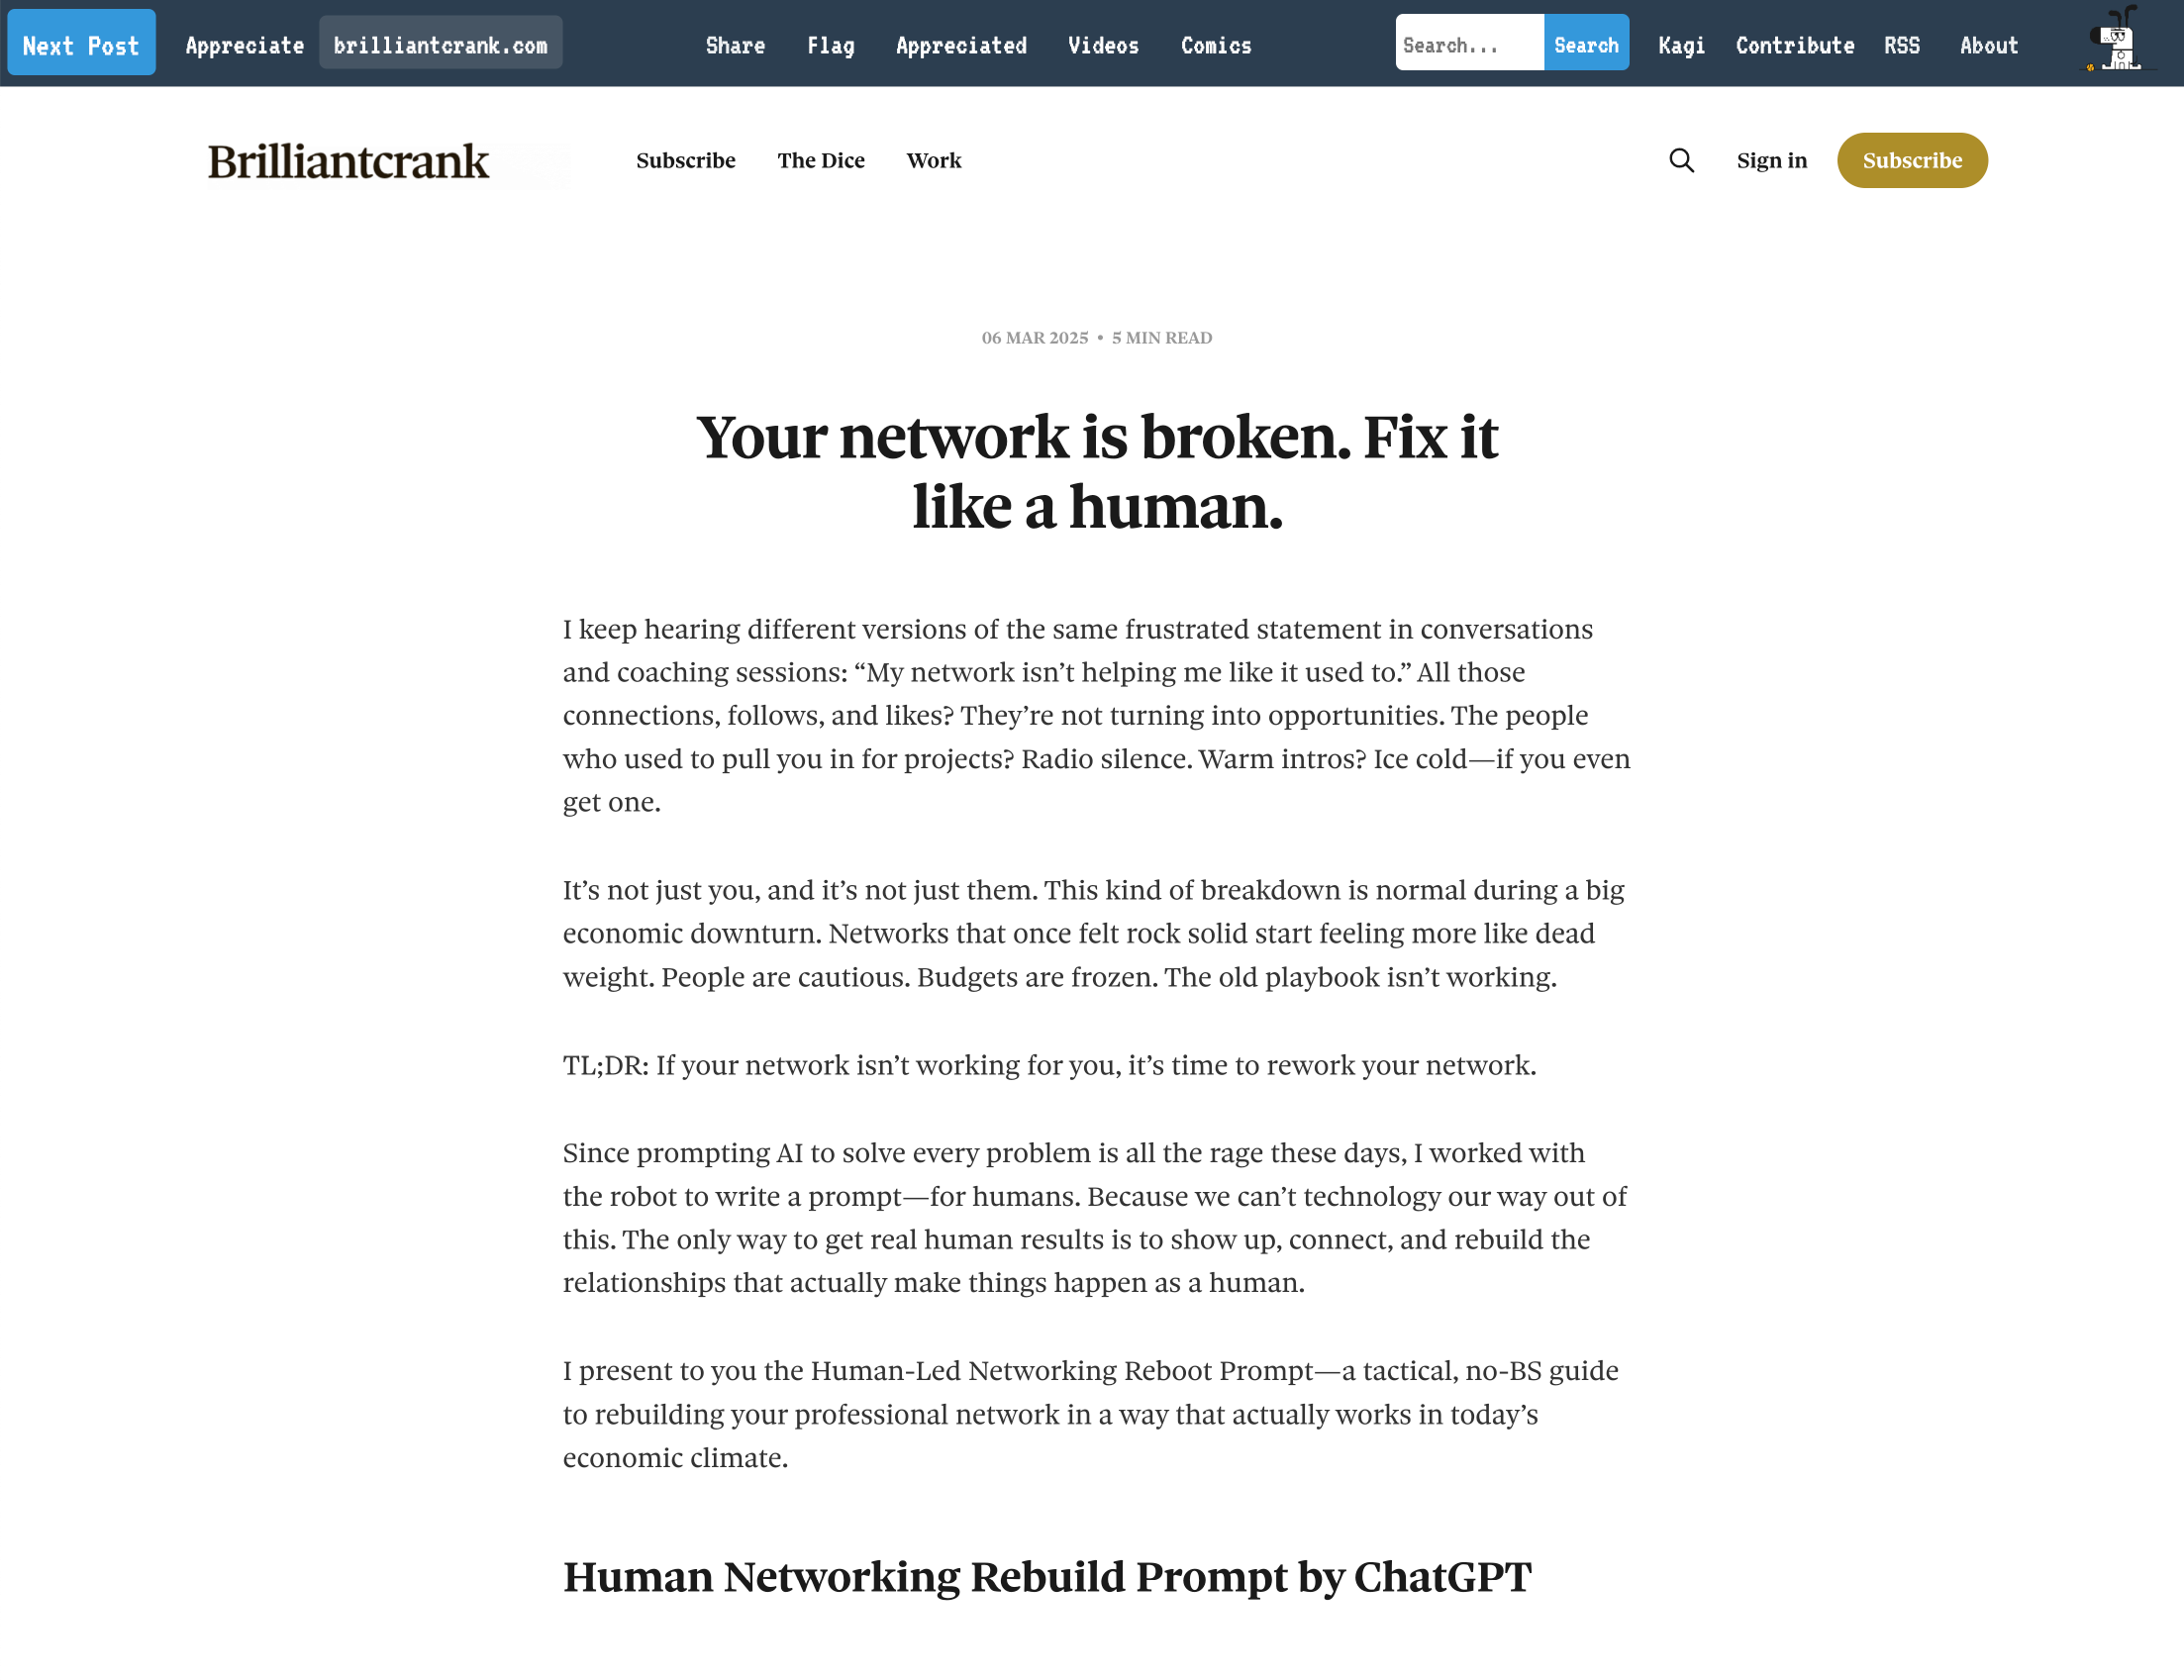 Next Post
Appreciate
brilliantcrank.com
Share
Flag
Appreciated
Videos
Comics
Search...
Search
Kagi
Contribute
RSS
About
Brilliantcrank
Subscribe
The Dice
Work
Sign in
Subscribe
06 MAR 2025 • 5 MIN READ
Your network is broken. Fix it
like a human.
I keep hearing different versions of the same frustrated statement in conversations
and coaching sessions: “My network isn’t helping me like it used to.” All those
connections, follows, and likes? They’re not turning into opportunities. The people
who used to pull you in for projects? Radio silence. Warm intros? Ice cold—if you even
get one.
It’s not just you, and it’s not just them. This kind of breakdown is normal during a big
economic downturn. Networks that once felt rock solid start feeling more like dead
weight. People are cautious. Budgets are frozen. The old playbook isn’t working.
TL;DR: If your network isn’t working for you, it’s time to rework your network.
Since prompting AI to solve every problem is all the rage these days, I worked with
the robot to write a prompt—for humans. Because we can’t technology our way out of
this. The only way to get real human results is to show up, connect, and rebuild the
relationships that actually make things happen as a human.
I present to you the Human-Led Networking Reboot Prompt—a tactical, no-BS guide
to rebuilding your professional network in a way that actually works in today’s
economic climate.
Human Networking Rebuild Prompt by ChatGPT